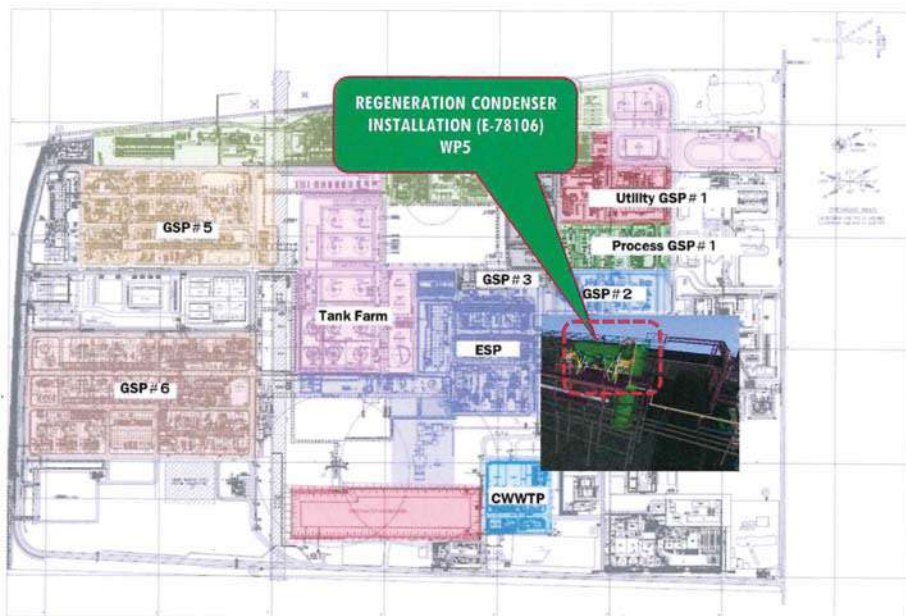 REGENERATION CONDENSER
INSTALLATION (E-78106)
WP5
Utility GSP# 1
GSP# 5
Process GSP# 1
GSP# 3
GSP# 2
Tank Farm
ESP
GSP# 6
CWWTP